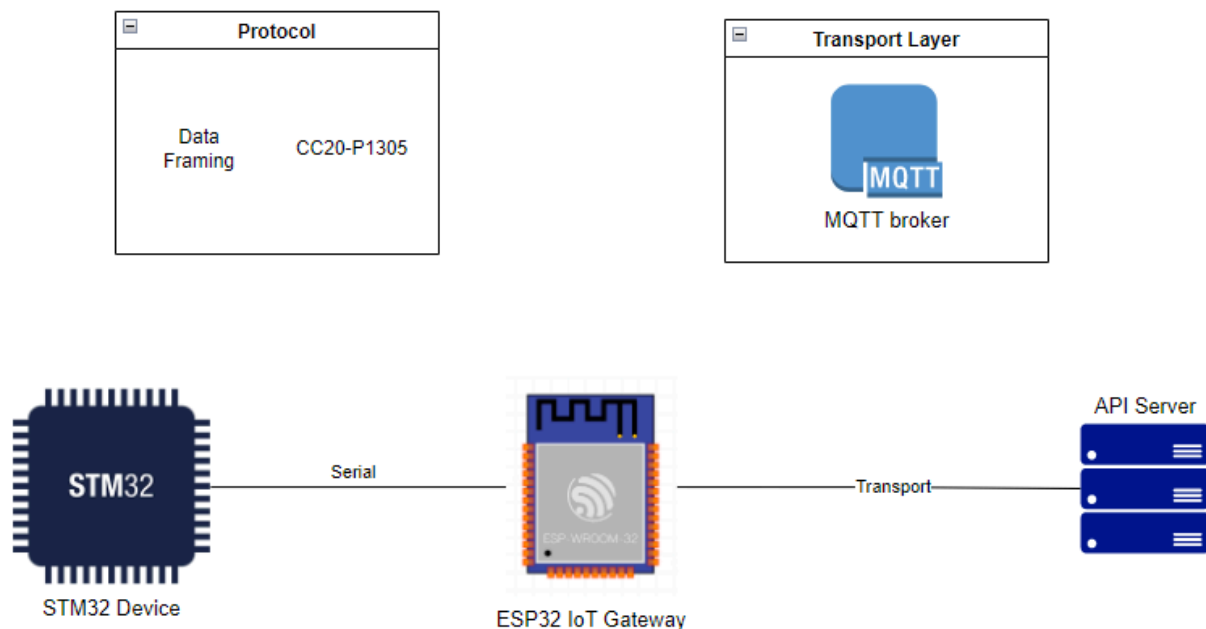 Protocol
Data
Framing
CC20-P1305
Transport Layer
MQTT
MQTT broker
STM32
Serial
ESP-WROOM-32
Transport
API Server
STM32 Device
ESP32 IoT Gateway